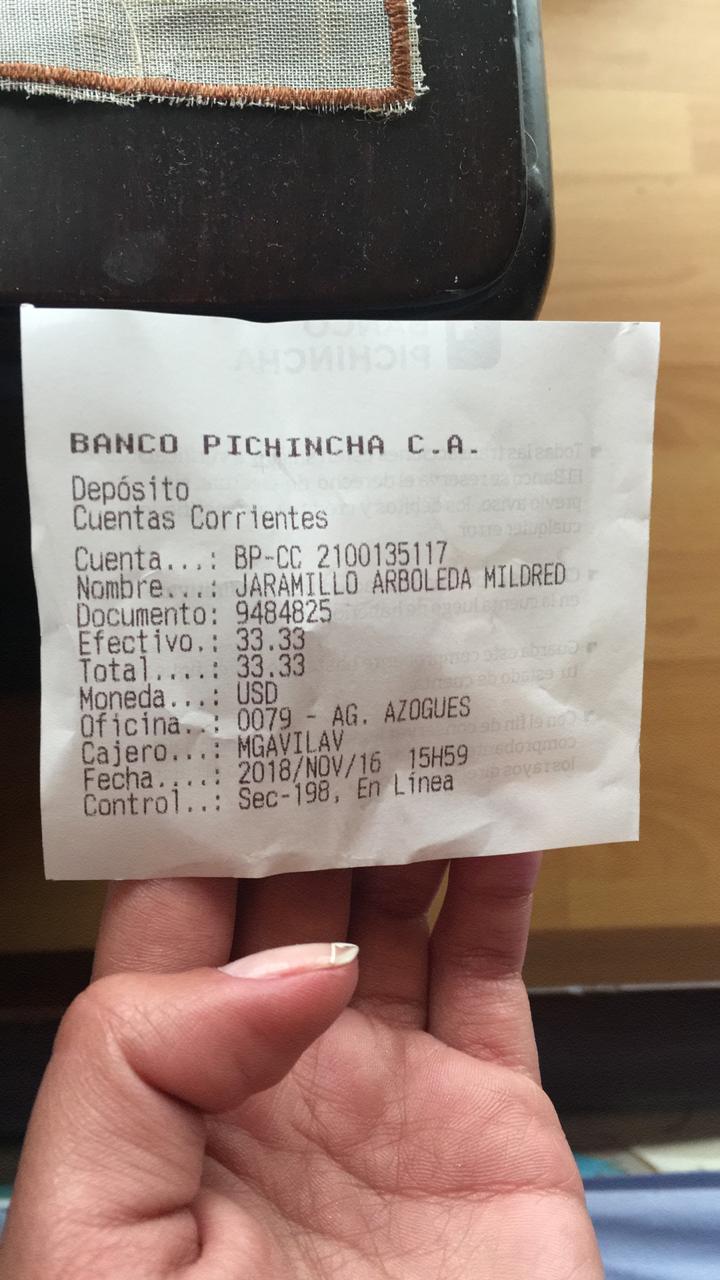 BANCO PICHINCHA
BANCO PICHINCHA C.A.
Depósito
Cuentas Corrientes
Cuenta...: BP-CC 2100135117
Nombre...: JARAMILLO ARBOLEDA MILDRED
Documento: 9484825
Efectivo.: 33.33
Total....: 33.33
Moneda...: USD
Oficina..: 0079 - AG. AZOGUES
Cajero...: MGAVILAV
Fecha....: 2018/NOV/16 15H59
Control..: Sec-198, En Línea